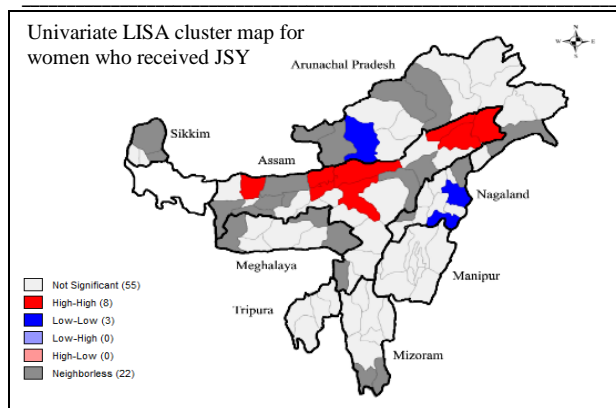 Univariate LISA cluster map for
women who received JSY
N
W
E
S
Arunachal Pradesh
Sikkim
Assam
Nagaland
Meghalaya
Manipur
Tripura
Mizoram
Not Significant (55)
High-High (8)
Low-Low (3)
Low-High (0)
High-Low (0)
Neighborless (22)